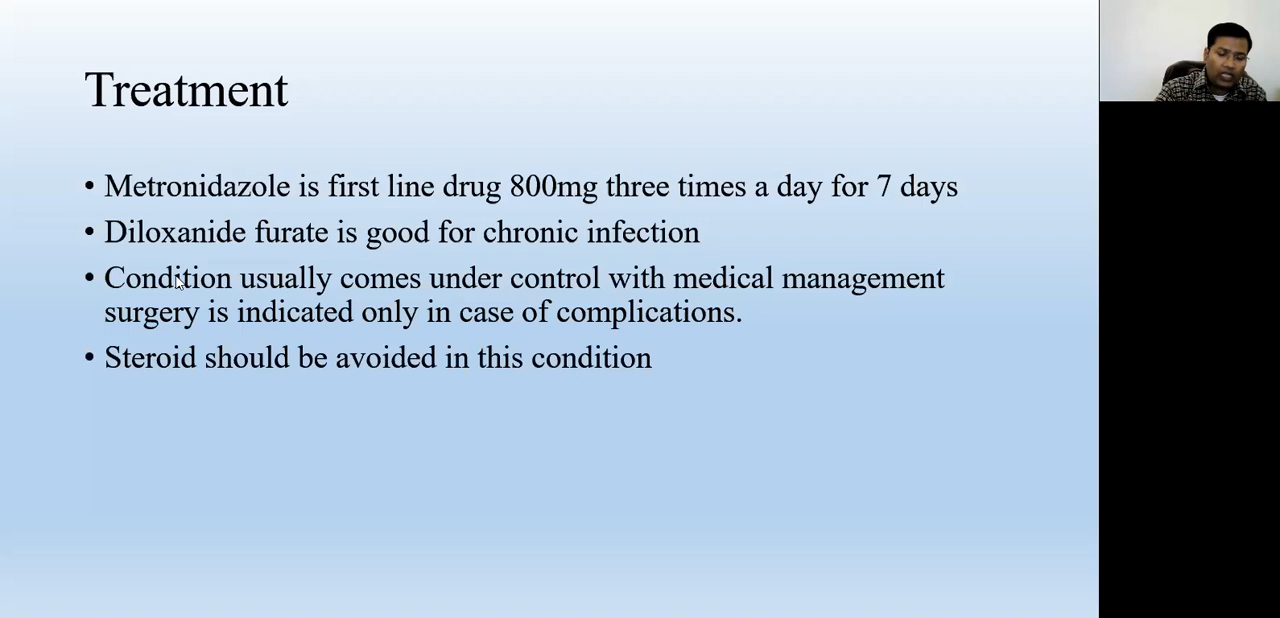 Treatment
• Metronidazole is first line drug 800mg three times a day for 7 days
• Diloxanide furate is good for chronic infection
• Condition usually comes under control with medical management
surgery is indicated only in case of complications.
• Steroid should be avoided in this condition